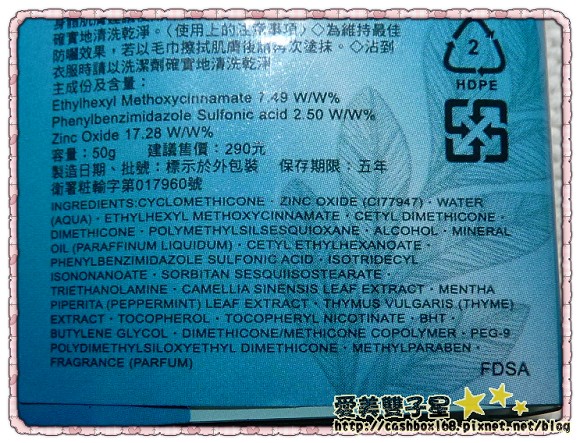 確實地清洗乾淨。〈使用上的注意事項〉◇為維持最佳
防曬效果，若以毛巾擦拭肌膚後請再次塗抹。◇沾到
衣服時請以洗潔劑確實地清洗乾淨
主成份及含量：
Ethylhexyl Methoxycinnamate 7.49 W/W%
Phenylbenzimidazole Sulfonic acid 2.50 W/W%
Zinc Oxide 17.28 W/W%
容量：50g 建議售價：290元
製造日期、批號：標示於外包裝 保存期限：五年
衛署粧輸字第017960號
INGREDIENTS:CYCLOMETHICONE・ZINC OXIDE (CI77947)・WATER
(AQUA)・ETHYLHEXYL METHOXYCINNAMATE・CETYL DIMETHICONE・
DIMETHICONE・POLYMETHYLSILSESQUIOXANE・ALCOHOL・MINERAL
OIL (PARAFFINUM LIQUIDUM)・CETYL ETHYLHEXANOATE・
PHENYLBENZIMIDAZOLE SULFONIC ACID・ISOTRIDECYL
ISONONANOATE・SORBITAN SESQUIISOSTEARATE・
TRIETHANOLAMINE・CAMELLIA SINENSIS LEAF EXTRACT・MENTHA
PIPERITA (PEPPERMINT) LEAF EXTRACT・THYMUS VULGARIS (THYME)
EXTRACT・TOCOPHEROL・TOCOPHERYL NICOTINATE・BHT・
BUTYLENE GLYCOL・DIMETHICONE/METHICONE COPOLYMER・PEG-9
POLYDIMETHYLSILOXYETHYL DIMETHICONE・METHYLPARABEN・
FRAGRANCE (PARFUM)
2
HDPE
FDSA
愛美雙子星
http://cashbox168.pixnet.net/blog